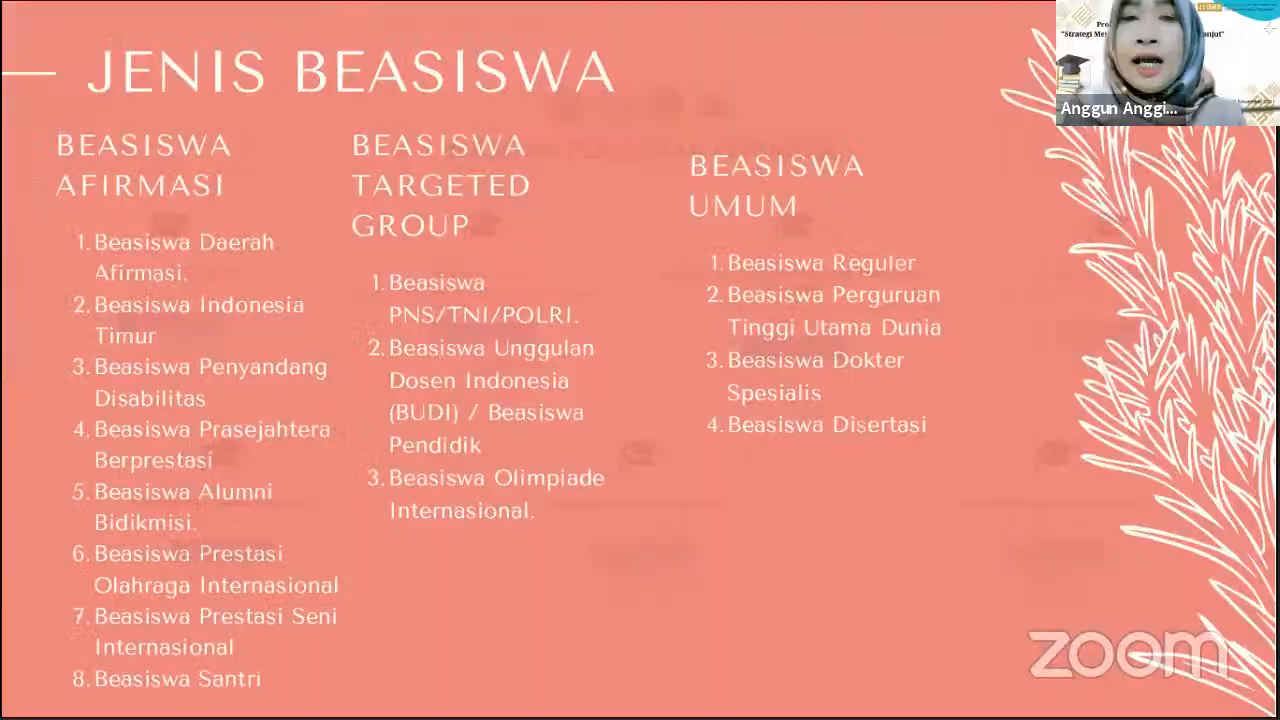 JENIS BEASISWA
BEASISWA
AFIRMASI
1. Beasiswa Daerah
Afirmasi.
2. Beasiswa Indonesia
Timur
3. Beasiswa Penyandang
Disabilitas
4. Beasiswa Prasejahtera
Berprestasi
5. Beasiswa Alumni
Bidikmisi.
6. Beasiswa Prestasi
Olahraga Internasional
7. Beasiswa Prestasi Seni
Internasional
8. Beasiswa Santri
BEASISWA
TARGETED
GROUP
1. Beasiswa
PNS/TNI/POLRI.
2. Beasiswa Unggulan
Dosen Indonesia
(BUDI) / Beasiswa
Pendidik
3. Beasiswa Olimpiade
Internasional.
BEASISWA
UMUM
1. Beasiswa Reguler
2. Beasiswa Perguruan
Tinggi Utama Dunia
3. Beasiswa Dokter
Spesialis
4. Beasiswa Disertasi
"Strategi
Anggun Anggi...
zoom